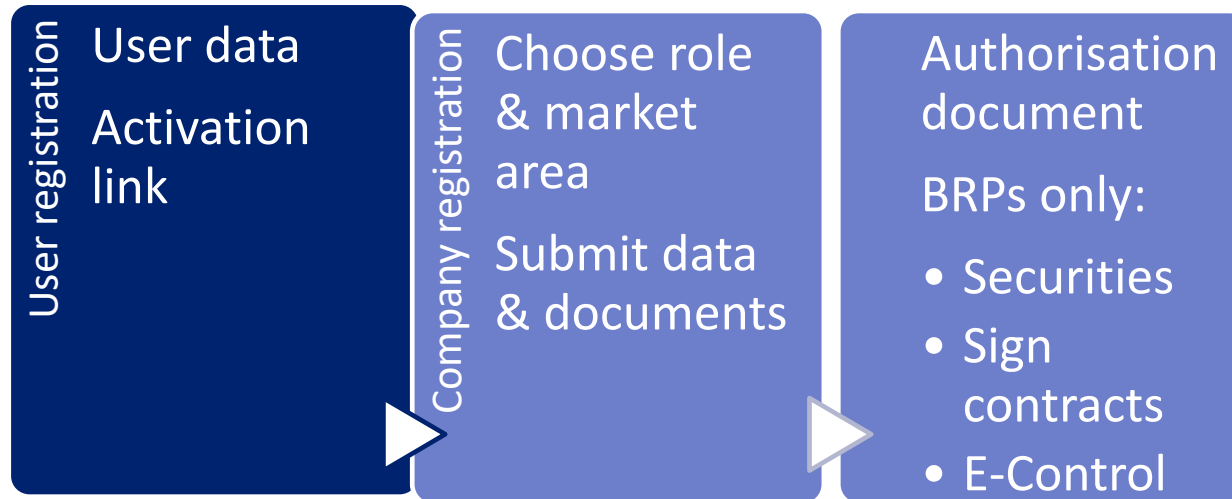 User registration
User data
Activation
link
Company registration
Choose role
& market
area
Submit data
& documents
Authorisation
document
BRPs only:
• Securities
• Sign
contracts
• E-Control